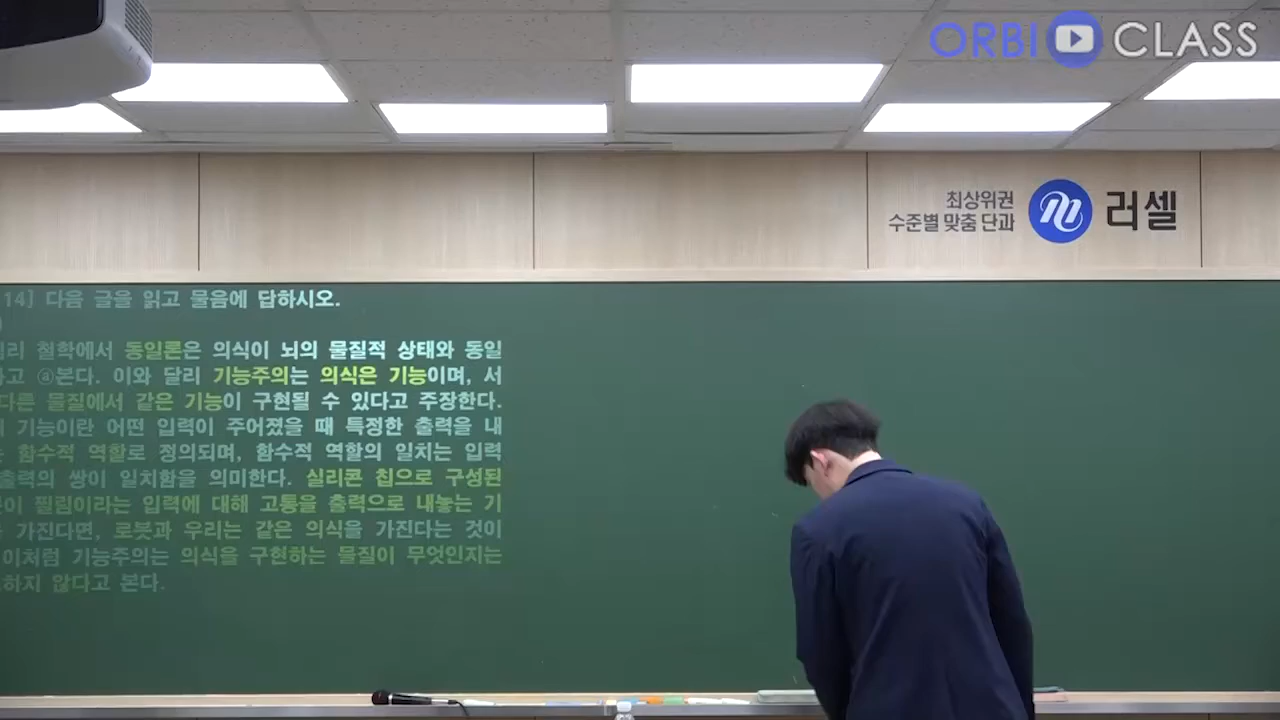 ORBI CLASS
최상위권
수준별 맞춤 단과
러셀
14] 다음 글을 읽고 물음에 답하시오.
철학에서 동일론은 의식이 뇌의 물질적 상태와 동일
ⓐ본다. 이와 달리 기능주의는 의식은 기능이며, 서
다른 물질에서 같은 기능이 구현될 수 있다고 주장한다.
기능이란 어떤 입력이 주어졌을 때 특정한 출력을 내
함수적 역할로 정의되며, 함수적 역할의 일치는 입력
출력의 쌍이 일치함을 의미한다. 실리콘 칩으로 구성된
찔림이라는 입력에 대해 고통을 출력으로 내놓는 기
가진다면, 로봇과 우리는 같은 의식을 가진다는 것이
이처럼 기능주의는 의식을 구현하는 물질이 무엇인지는
하지 않다고 본다.